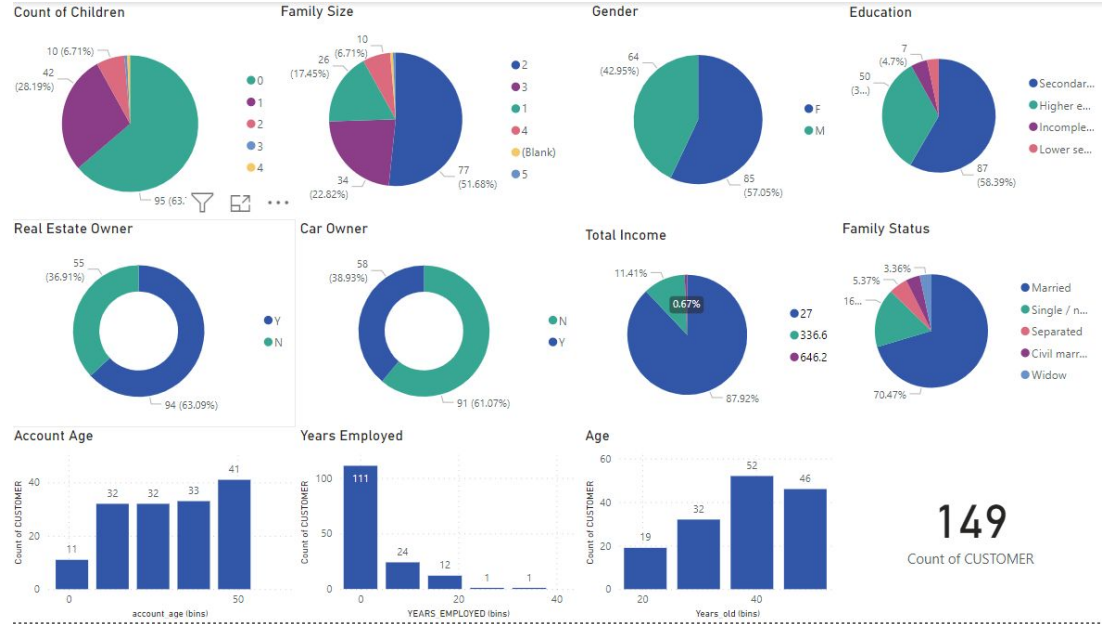 Count of Children
10 (6.71%)
42
(28.19%)
95 (63.
0
1
2
3
4
Family Size
10
(6.71%)
26
(17.45%)
34
(22.82%)
77
(51.68%)
2
3
1
4
(Blank)
5
Gender
64
(42.95%)
85
(57.05%)
F
M
Education
7
(4.7%)
50
(3...)
87
(58.39%)
Secondar...
Higher e...
Incomple...
Lower se...
Real Estate Owner
55
(36.91%)
94 (63.09%)
Y
N
Car Owner
58
(38.93%)
91 (61.07%)
N
Y
Total Income
11.41%
0.67%
87.92%
27
336.6
646.2
Family Status
3.36%
5.37%
16...
70.47%
Married
Single / n...
Separated
Civil marr...
Widow
Account Age
Count of CUSTOMER
40
20
0
11
32
32
33
41
0
50
account_age (bins)
Years Employed
Count of CUSTOMER
100
50
0
111
24
12
1
1
0
20
40
YEARS_EMPLOYED (bins)
Age
Count of CUSTOMER
60
40
20
0
19
32
52
46
20
40
Years_old (bins)
149
Count of CUSTOMER